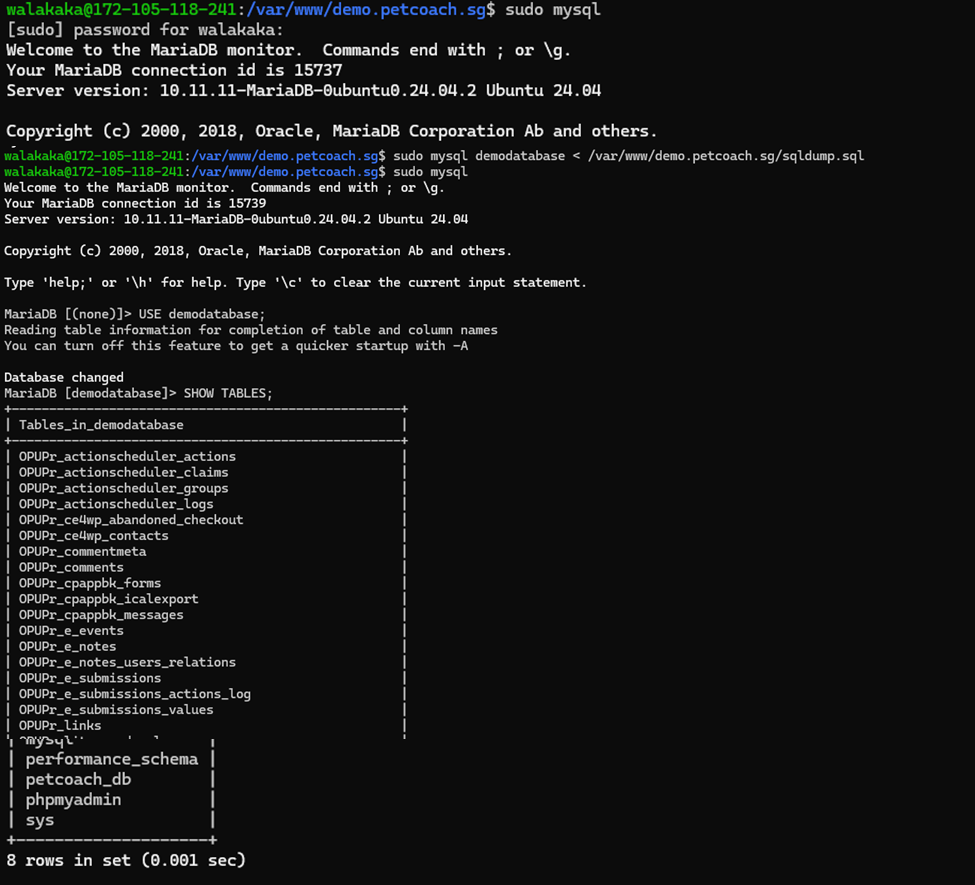 walakaka@172-105-118-241:/var/www/demo.petcoach.sg$ sudo mysql
[sudo] password for walakaka:
Welcome to the MariaDB monitor.  Commands end with ; or \g.
Your MariaDB connection id is 15737
Server version: 10.11.11-MariaDB-0ubuntu0.24.04.2 Ubuntu 24.04

Copyright (c) 2000, 2018, Oracle, MariaDB Corporation Ab and others.
walakaka@172-105-118-241:/var/www/demo.petcoach.sg$ sudo mysql demodatabase < /var/www/demo.petcoach.sg/sqldump.sql
walakaka@172-105-118-241:/var/www/demo.petcoach.sg$ sudo mysql
Welcome to the MariaDB monitor.  Commands end with ; or \g.
Your MariaDB connection id is 15739
Server version: 10.11.11-MariaDB-0ubuntu0.24.04.2 Ubuntu 24.04

Copyright (c) 2000, 2018, Oracle, MariaDB Corporation Ab and others.

Type 'help;' or '\h' for help. Type '\c' to clear the current input statement.

MariaDB [(none)]> USE demodatabase;
Reading table information for completion of table and column names
You can turn off this feature to get a quicker startup with -A

Database changed
MariaDB [demodatabase]> SHOW TABLES;
+----------------------------------------------------+
| Tables_in_demodatabase                             |
+----------------------------------------------------+
| OPUPr_actionscheduler_actions                      |
| OPUPr_actionscheduler_claims                       |
| OPUPr_actionscheduler_groups                       |
| OPUPr_actionscheduler_logs                         |
| OPUPr_ce4wp_abandoned_checkout                     |
| OPUPr_ce4wp_contacts                               |
| OPUPr_commentmeta                                  |
| OPUPr_comments                                     |
| OPUPr_cpappbk_forms                                |
| OPUPr_cpappbk_icalexport                           |
| OPUPr_cpappbk_messages                             |
| OPUPr_e_events                                     |
| OPUPr_e_notes                                      |
| OPUPr_e_notes_users_relations                      |
| OPUPr_e_submissions                                |
| OPUPr_e_submissions_actions_log                    |
| OPUPr_e_submissions_values                         |
| OPUPr_links                                        |
| mysql              |
| performance_schema |
| petcoach_db        |
| phpmyadmin         |
| sys                |
+--------------------+
8 rows in set (0.001 sec)